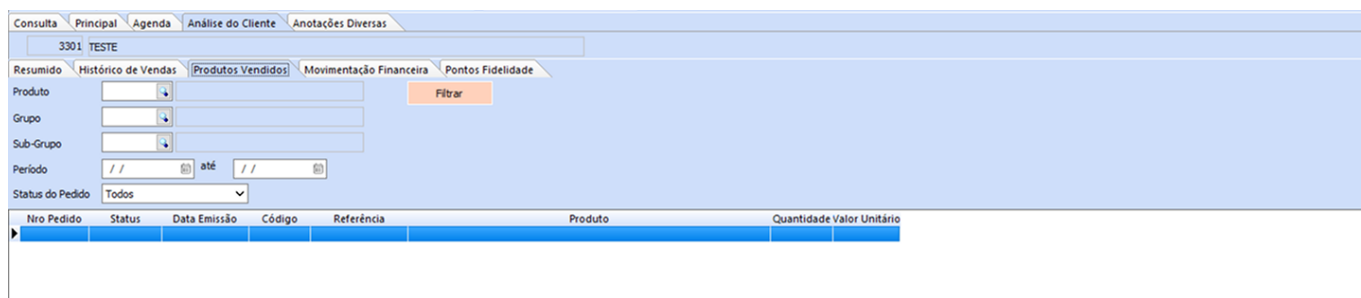 Consulta Principal Agenda Análise do Cliente Anotações Diversas
3301 TESTE
Resumido Histórico de Vendas Produtos Vendidos Movimentação Financeira Pontos Fidelidade
Produto Filtrar
Grupo
Sub-Grupo
Período / / até / /
Status do Pedido Todos
Nro Pedido Status Data Emissão Código Referência Produto Quantidade Valor Unitário